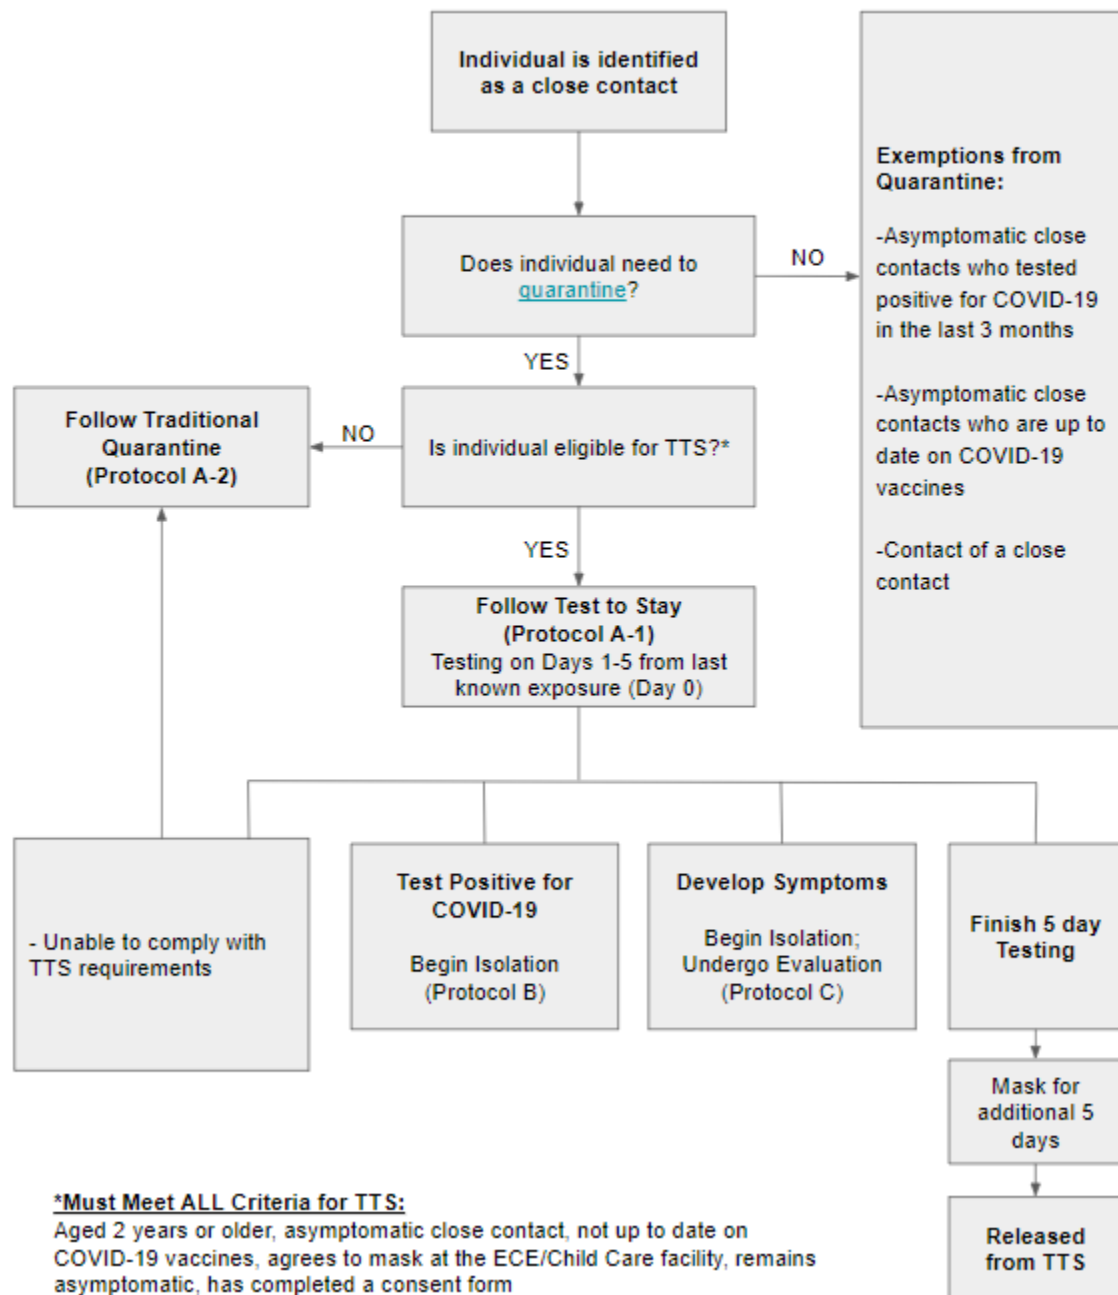 Individual is identified
as a close contact
Does individual need to
quarantine?
NO
Exemptions from
Quarantine:
-Asymptomatic close
contacts who tested
positive for COVID-19
in the last 3 months
-Asymptomatic close
contacts who are up to
date on COVID-19
vaccines
-Contact of a close
contact
YES
Is individual eligible for TTS?*
NO
Follow Traditional
Quarantine
(Protocol A-2)
YES
Follow Test to Stay
(Protocol A-1)
Testing on Days 1-5 from last
known exposure (Day 0)
- Unable to comply with
TTS requirements
Test Positive for
COVID-19
Begin Isolation
(Protocol B)
Develop Symptoms
Begin Isolation;
Undergo Evaluation
(Protocol C)
Finish 5 day
Testing
Mask for
additional 5
days
Released
from TTS
*Must Meet ALL Criteria for TTS:
Aged 2 years or older, asymptomatic close contact, not up to date on
COVID-19 vaccines, agrees to mask at the ECE/Child Care facility, remains
asymptomatic, has completed a consent form